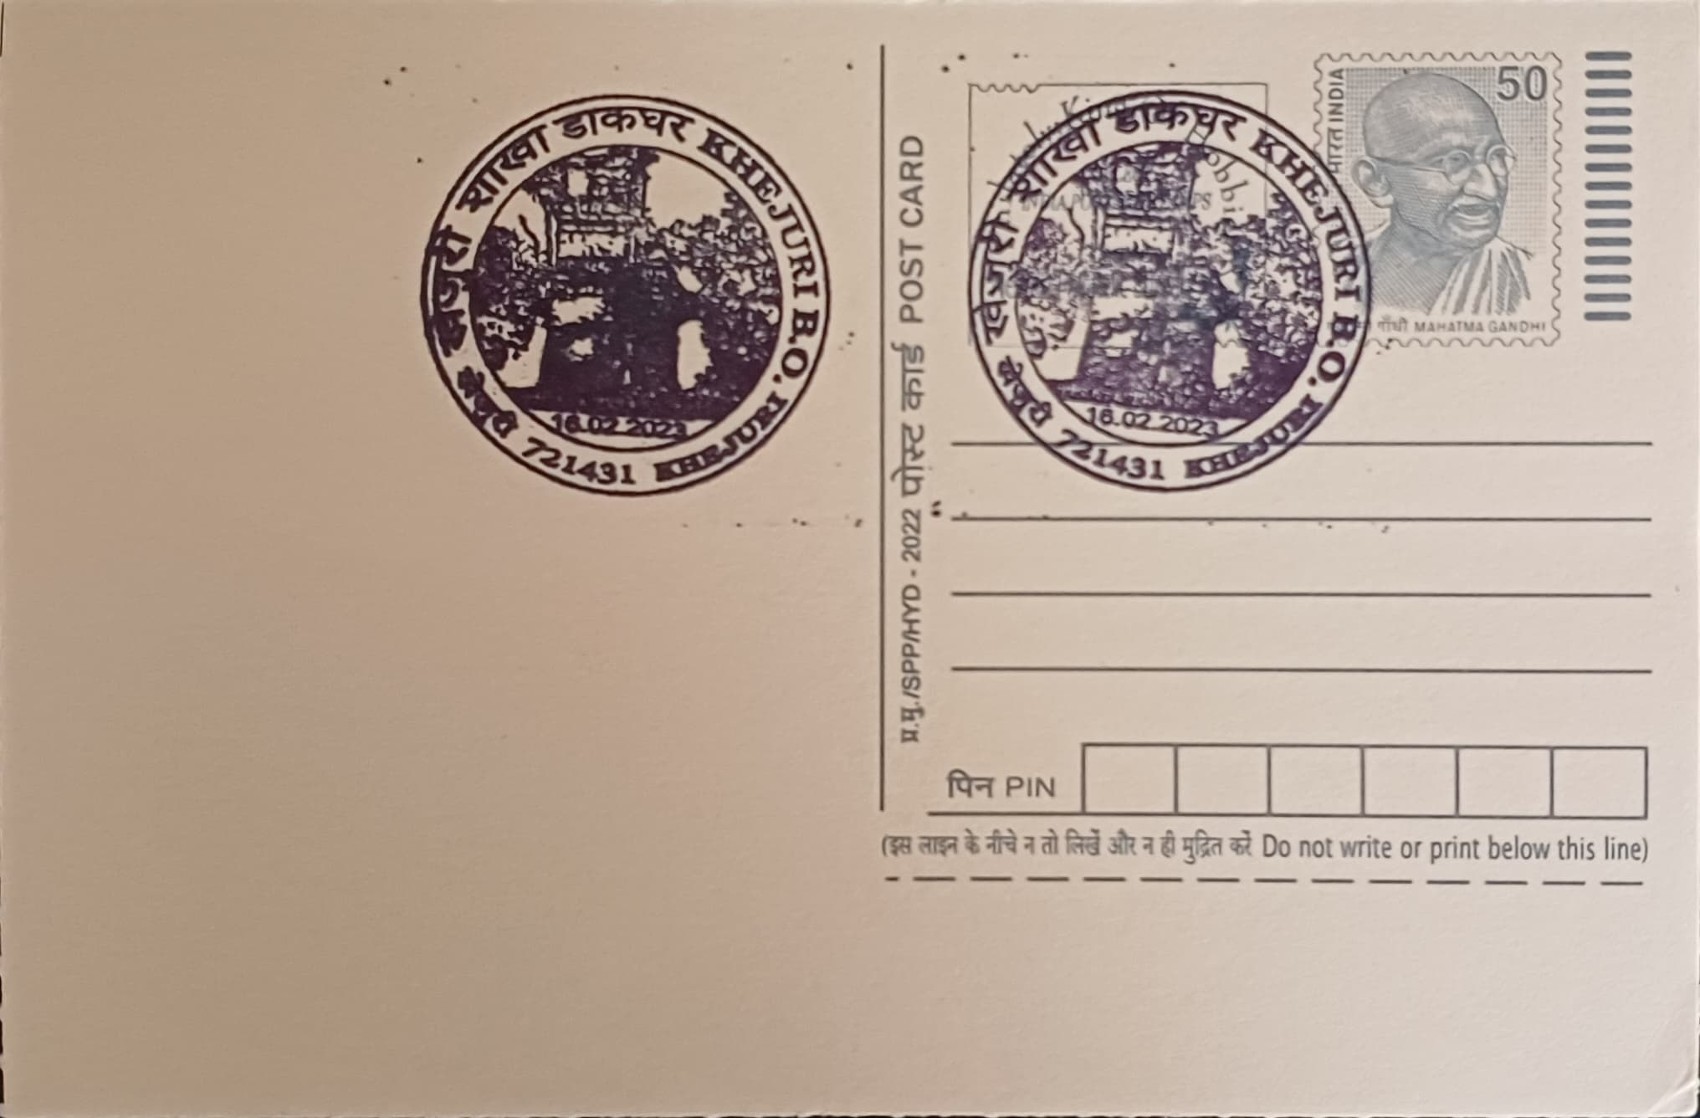 खेजुरी शाखा डाकघर KHEJURI B.O.
खेजुरी 721431 KHEJURI
16.02.2023
प्र.मु./SPP/HYD - 2022 पोस्ट कार्ड POST CARD
खेजुरी शाखा डाकघर KHEJURI B.O.
खेजुरी 721431 KHEJURI
16.02.2023
भारत INDIA
50
गाँधी MAHATMA GANDHI
पिन PIN
(इस लाइन के नीचे न तो लिखें और न ही मुद्रित करें Do not write or print below this line)